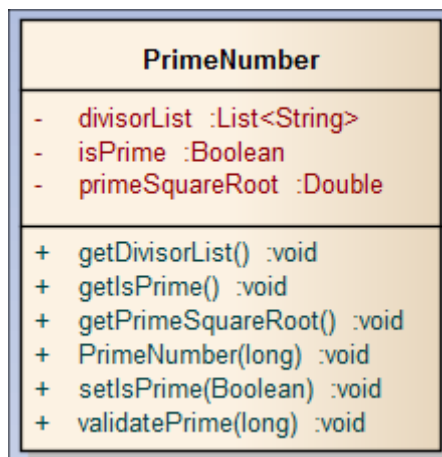 PrimeNumber
- divisorList :List<String>
- isPrime :Boolean
- primeSquareRoot :Double
+ getDivisorList() :void
+ getIsPrime() :void
+ getPrimeSquareRoot() :void
+ PrimeNumber(long) :void
+ setIsPrime(Boolean) :void
+ validatePrime(long) :void